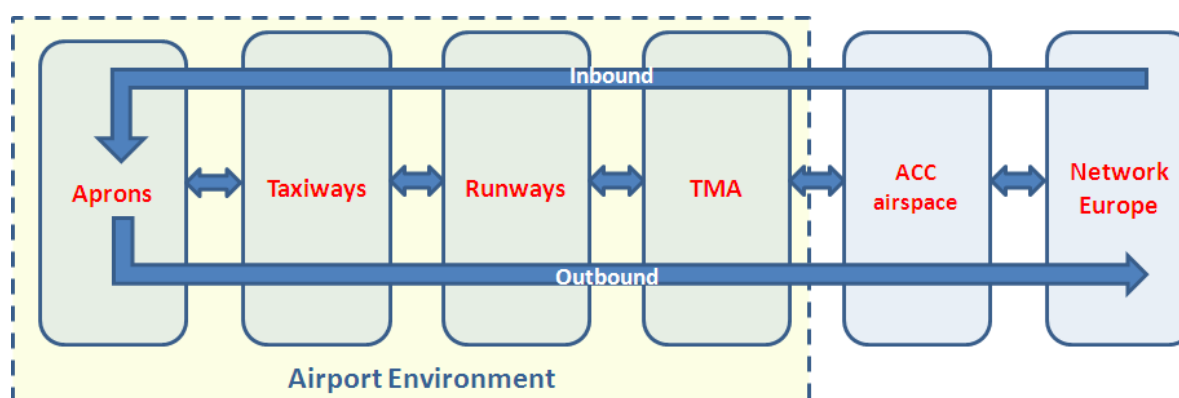 Inbound
Aprons
Taxiways
Runways
TMA
ACC
airspace
Network
Europe
Outbound
Airport Environment